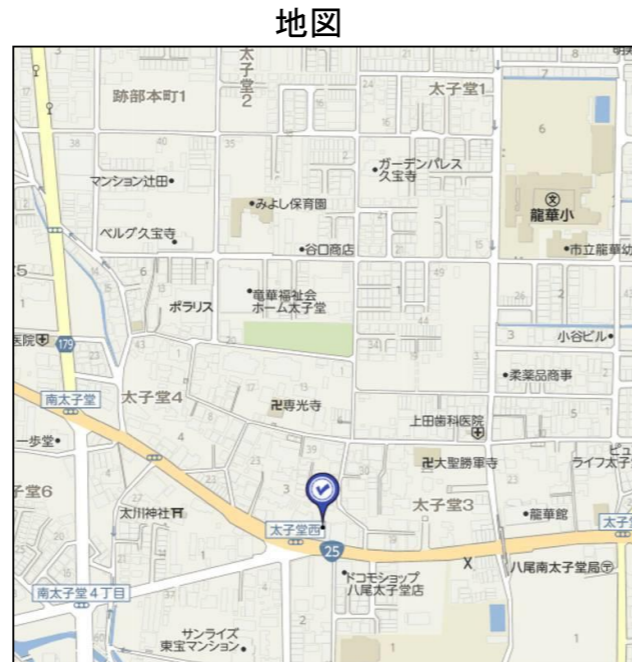 地図
跡部本町1
太子堂2
太子堂1
マンション辻田
ガーデンパレス
久宝寺
みよし保育園
龍華小
ベルグ久宝寺
谷口商店
市立龍華幼
ポラリス
竜華福祉会
ホーム太子堂
小谷ビル
医院
179
柔薬品商事
南太子堂
太子堂4
卍専光寺
上田歯科医院
一歩堂
卍大聖勝軍寺
ライフ太子
子堂6
太川神社
太子堂3
龍華館
太子堂西
25
八尾南太子堂局
ドコモショップ
八尾太子堂店
南太子堂4丁目
サンライズ
東宝マンション